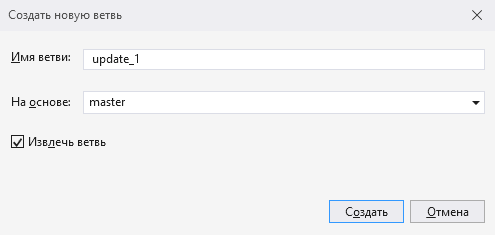 Создать новую ветвь
Имя ветви: update_1
На основе: master
Извлечь ветвь
Создать Отмена